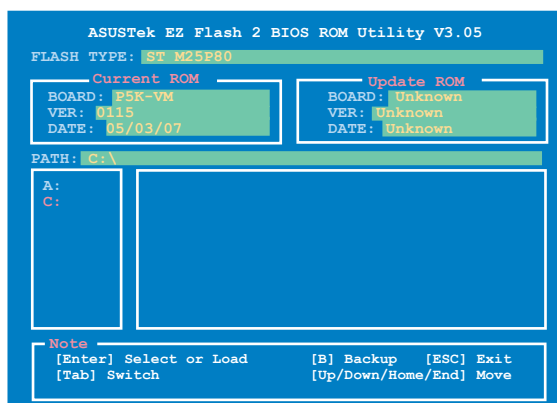 ASUSTek EZ Flash 2 BIOS ROM Utility V3.05
FLASH TYPE: ST M25P80
Current ROM
BOARD: P5K-VM
VER: 0115
DATE: 05/03/07
Update ROM
BOARD: Unknown
VER: Unknown
DATE: Unknown
PATH: C:\
A:
C:
Note
[Enter] Select or Load
[B] Backup
[ESC] Exit
[Tab] Switch
[Up/Down/Home/End] Move